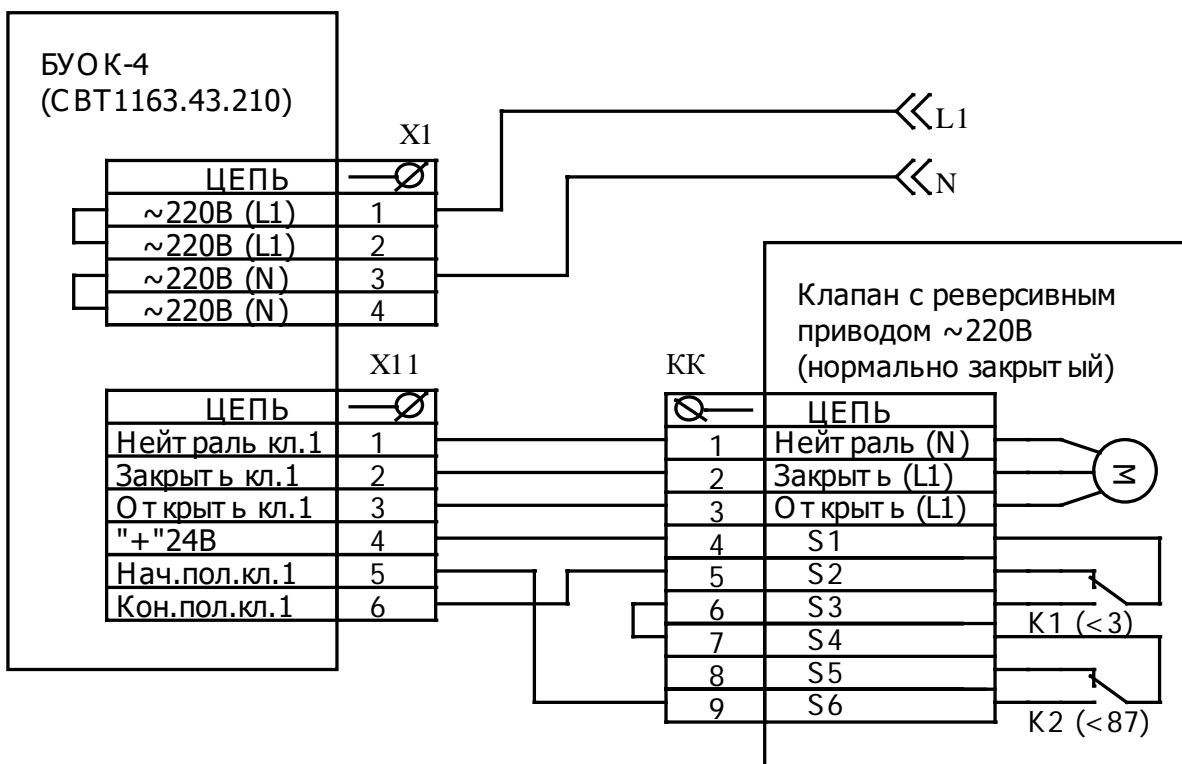 БУОК-4
(СВТ1163.43.210)
X1
ЦЕПЬ
~220В (L1) 1
~220В (L1) 2
~220В (N) 3
~220В (N) 4
L1
N
X11
ЦЕПЬ
Нейтраль кл.1 1
Закрыть кл.1 2
Открыть кл.1 3
"+"24В 4
Нач.пол.кл.1 5
Кон.пол.кл.1 6
Клапан с реверсивным
приводом ~220В
(нормально закрытый)
КК
ЦЕПЬ
1 Нейтраль (N)
2 Закрыть (L1)
3 Открыть (L1)
4 S1
5 S2
6 S3
7 S4
8 S5
9 S6
M
K1 (<3)
K2 (<87)